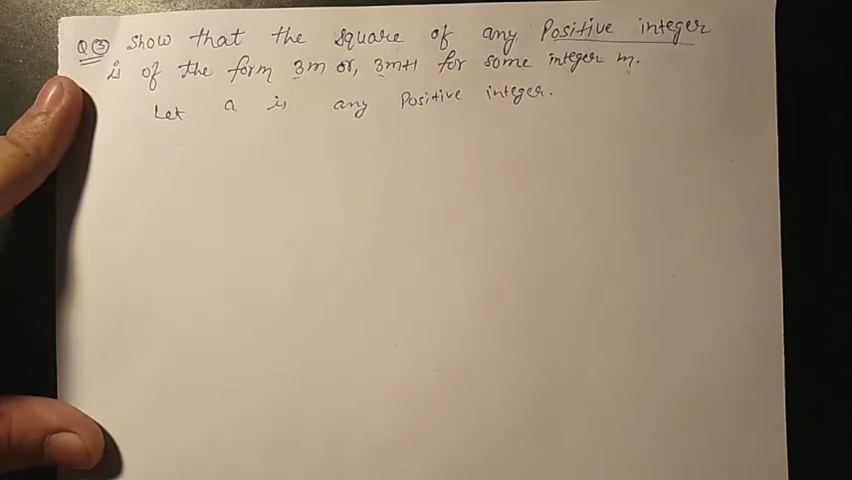 Q③ Show that the square of any Positive integer
is of the form 3m or, 3m+1 for some integer m.
Let a is any Positive integer.